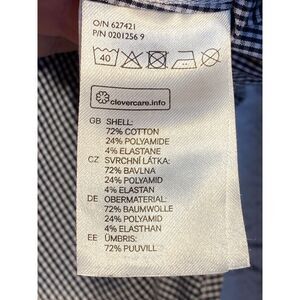 O/N 627421
P/N 0201256 9
40
clevercare.info
GB SHELL:
72% COTTON
24% POLYAMIDE
4% ELASTANE
CZ SVRCHNÍ LÁTKA:
72% BAVLNA
24% POLYAMID
4% ELASTAN
DE OBERMATERIAL:
72% BAUMWOLLE
24% POLYAMID
4% ELASTHAN
EE ÜMBRIS:
72% PUUVILL